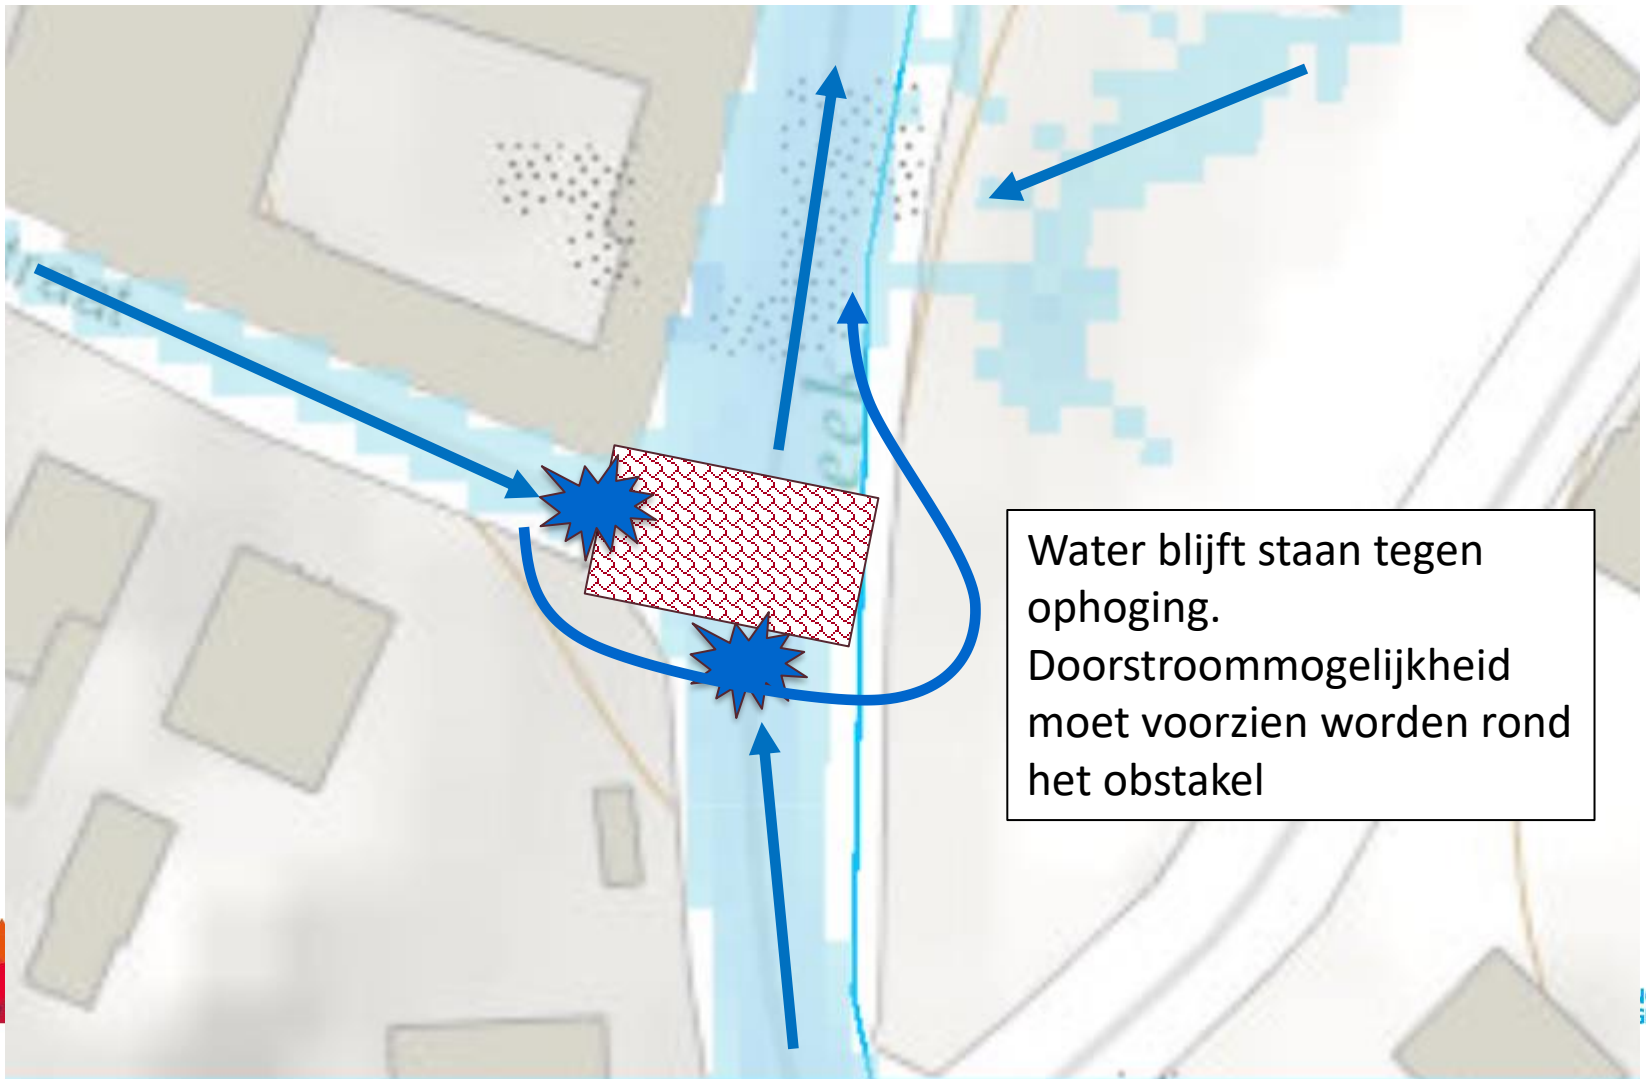 Water blijft staan tegen
ophoging.
Doorstroommogelijkheid
moet voorzien worden rond
het obstakel